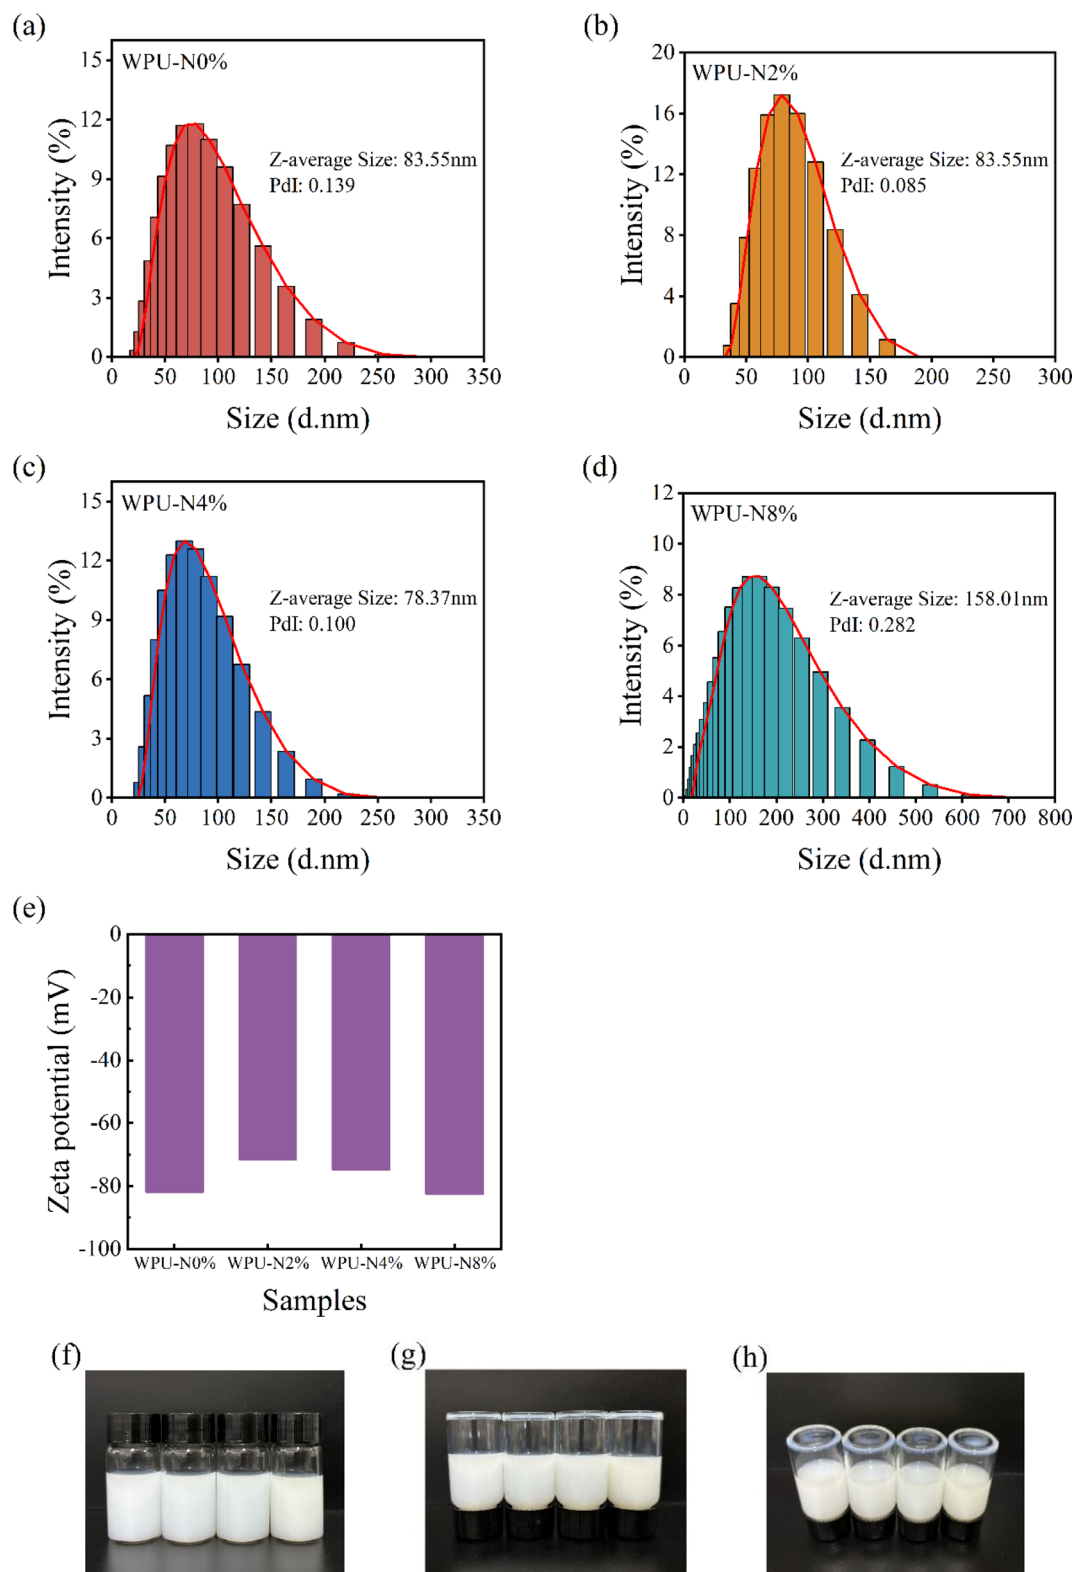 (a)
WPU-N0%
Z-average Size: 83.55nm
PdI: 0.139
Intensity (%)
15
12
9
6
3
0
0 50 100 150 200 250 300 350
Size (d.nm)
(b)
WPU-N2%
Z-average Size: 83.55nm
PdI: 0.085
Intensity (%)
20
16
12
8
4
0
0 50 100 150 200 250 300
Size (d.nm)
(c)
WPU-N4%
Z-average Size: 78.37nm
PdI: 0.100
Intensity (%)
15
12
9
6
3
0
0 50 100 150 200 250 300 350
Size (d.nm)
(d)
WPU-N8%
Z-average Size: 158.01nm
PdI: 0.282
Intensity (%)
12
10
8
6
4
2
0
0 100 200 300 400 500 600 700 800
Size (d.nm)
(e)
Zeta potential (mV)
0
-20
-40
-60
-80
-100
WPU-N0% WPU-N2% WPU-N4% WPU-N8%
Samples
(f)
(g)
(h)